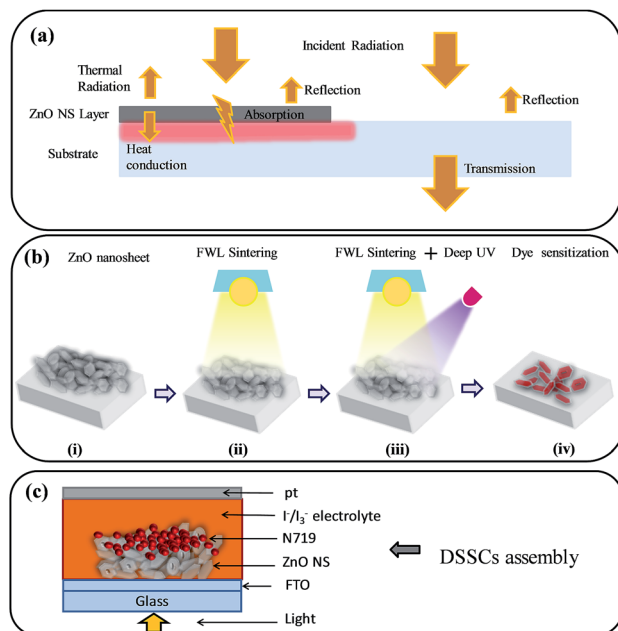 (a)
Incident Radiation
Thermal
Radiation
Reflection
Reflection
ZnO NS Layer
Absorption
Substrate
Heat
conduction
Transmission
(b)
ZnO nanosheet
FWL Sintering
FWL Sintering + Deep UV
Dye sensitization
(i)
(ii)
(iii)
(iv)
(c)
pt
I⁻/I₃⁻ electrolyte
N719
ZnO NS
DSSCs assembly
FTO
Glass
Light